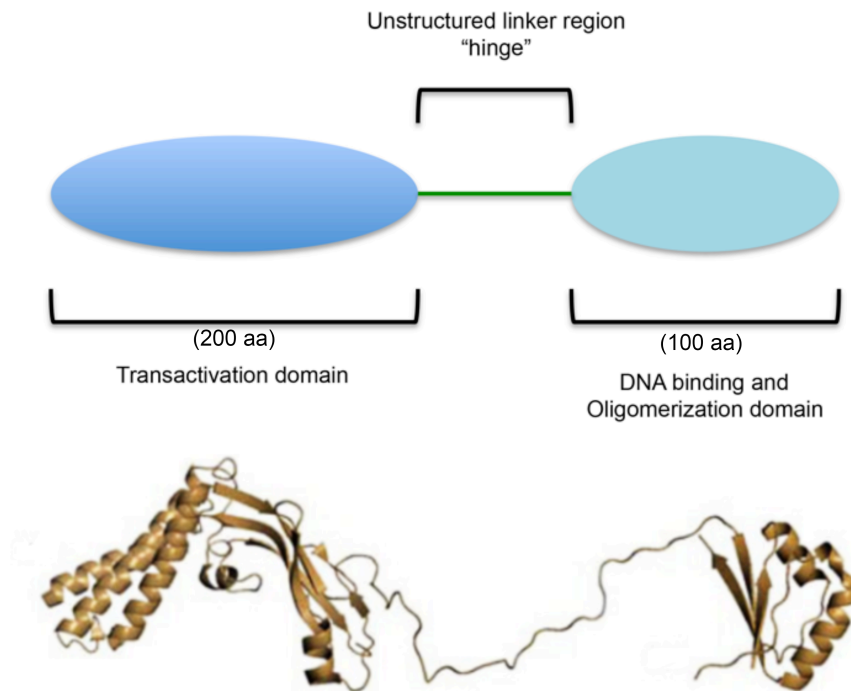 Unstructured linker region
“hinge”
(200 aa)
(100 aa)
Transactivation domain
DNA binding and
Oligomerization domain